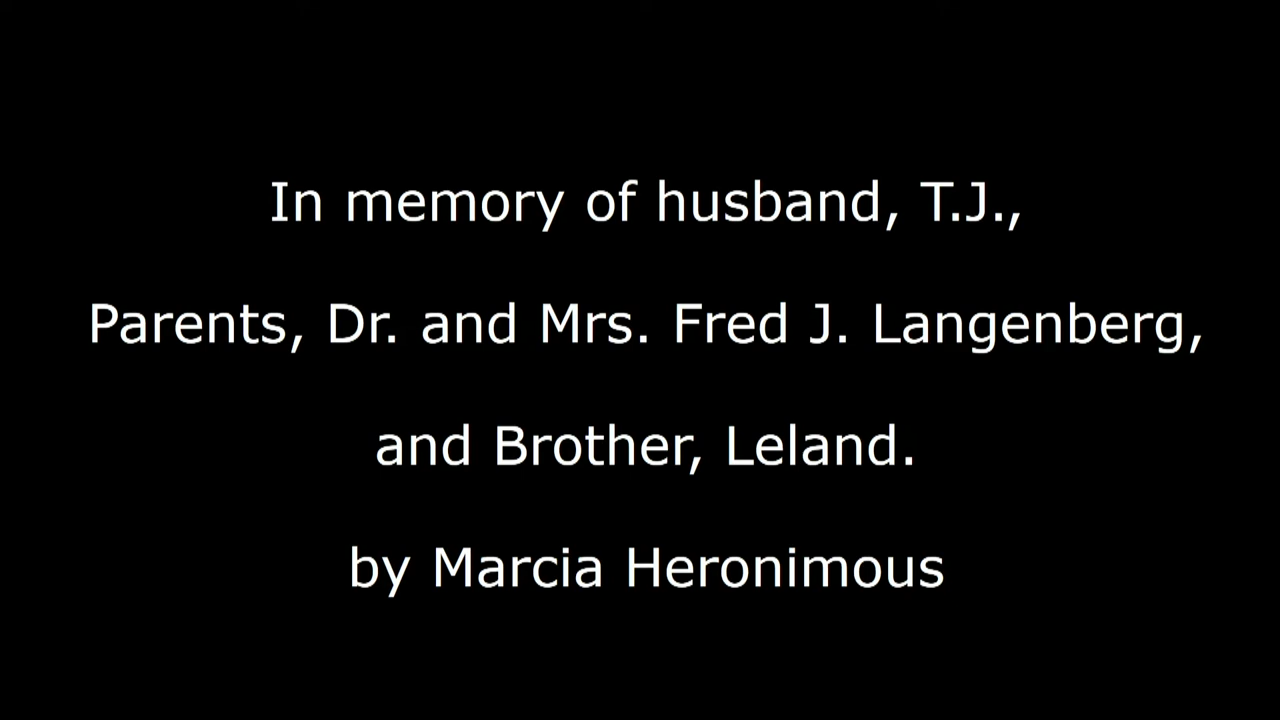 In memory of husband, T.J.,
Parents, Dr. and Mrs. Fred J. Langenberg,
and Brother, Leland.
by Marcia Heronimous